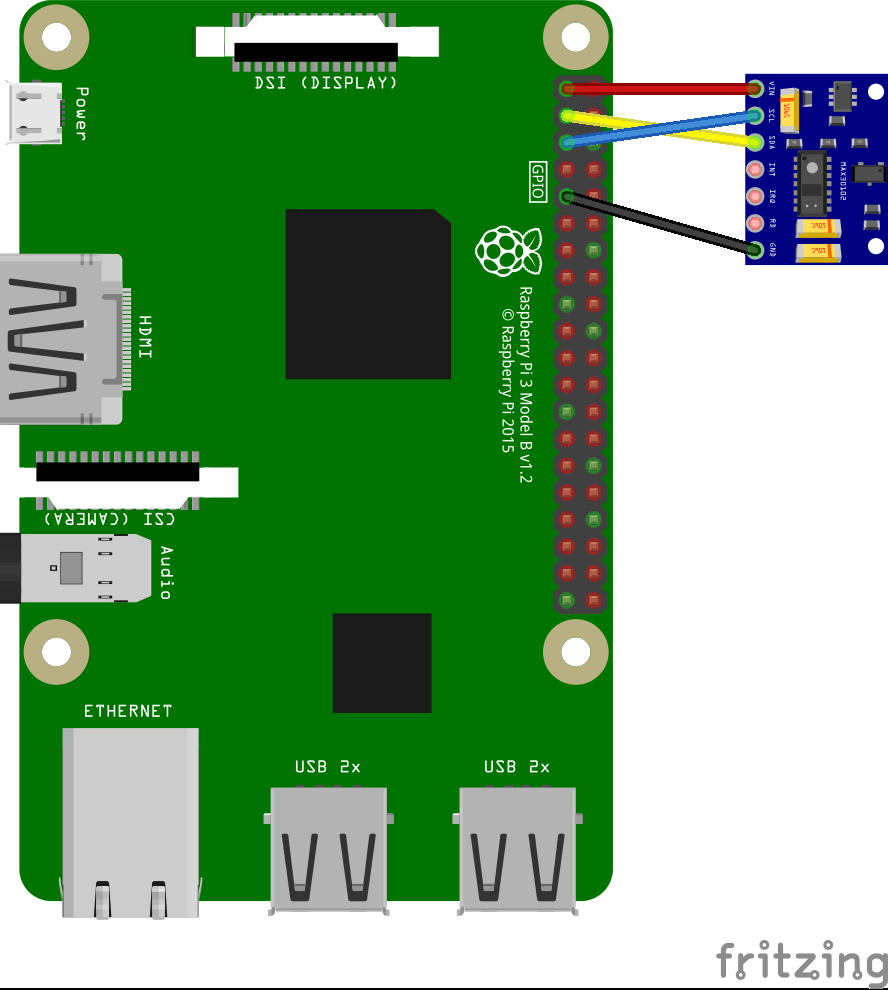 DSI (DISPLAY)
Power
VIN
SCL
SDA
INT
IRQ
RD
GND
MAX30102
GPIO
HDMI
Raspberry Pi 3 Model B v1.2
© Raspberry Pi 2015
CSI (CAMERA)
Audio
ETHERNET
USB 2x
USB 2x
fritzing